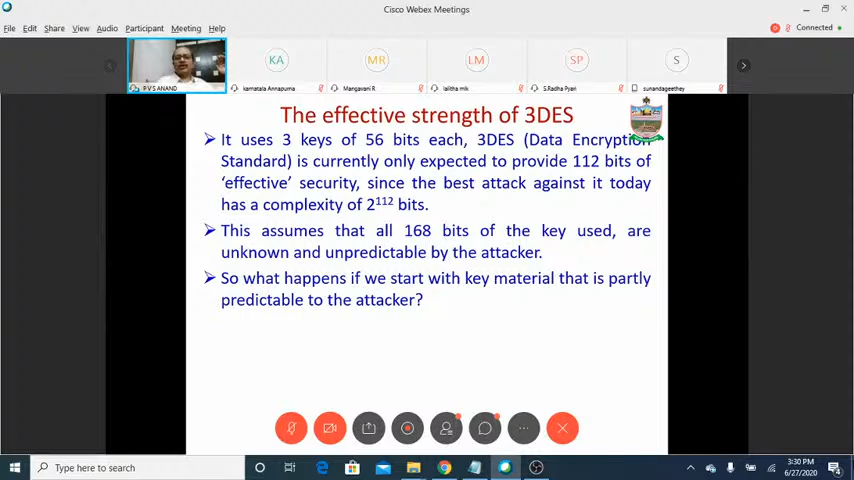 Cisco Webex Meetings
File Edit Share View Audio Participant Meeting Help
Connected
KA
MR
LM
SP
S
P V S ANAND
kamatala Annapurna
Mangavani R
lalitha mlk
S.Radha Pyari
sunandageethey
The effective strength of 3DES
It uses 3 keys of 56 bits each, 3DES (Data Encryption
Standard) is currently only expected to provide 112 bits of
‘effective’ security, since the best attack against it today
has a complexity of 2¹¹² bits.
This assumes that all 168 bits of the key used, are
unknown and unpredictable by the attacker.
So what happens if we start with key material that is partly
predictable to the attacker?
Type here to search
3:30 PM
6/27/2020
4